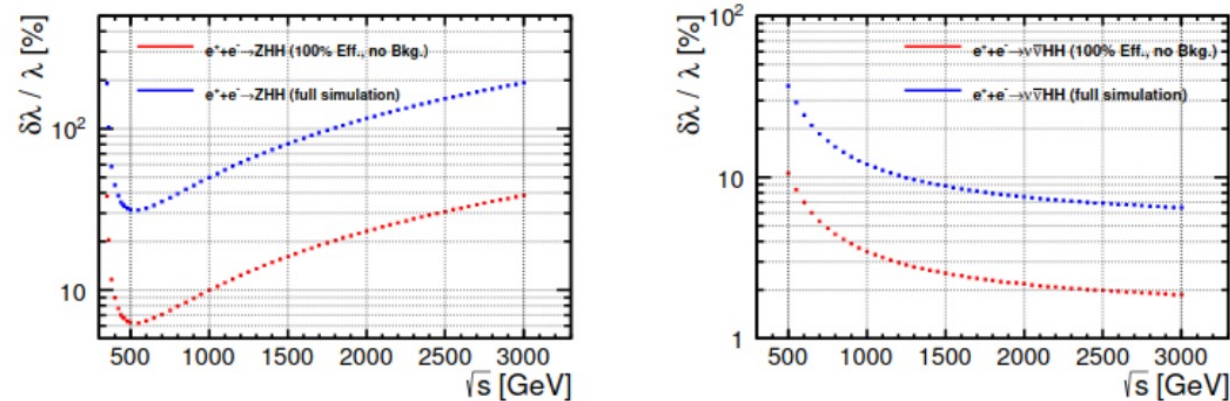 δλ / λ [%]
e⁺+e⁻→ZHH (100% Eff., no Bkg.)
e⁺+e⁻→ZHH (full simulation)
10²
10
500 1000 1500 2000 2500 3000
√s [GeV]
δλ / λ [%]
10²
e⁺+e⁻→νν̅HH (100% Eff., no Bkg.)
e⁺+e⁻→νν̅HH (full simulation)
10
1
500 1000 1500 2000 2500 3000
√s [GeV]